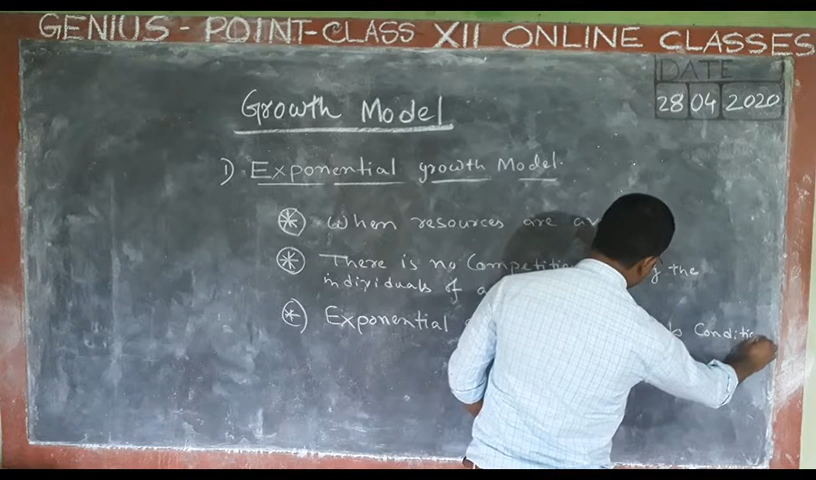 GENIUS - POINT-CLASS XII ONLINE CLASSES
DATE
28 04 2020
Growth Model
1) Exponential growth Model.
When resources are av
There is no Competiti the
individuals of a
Exponential Conditi